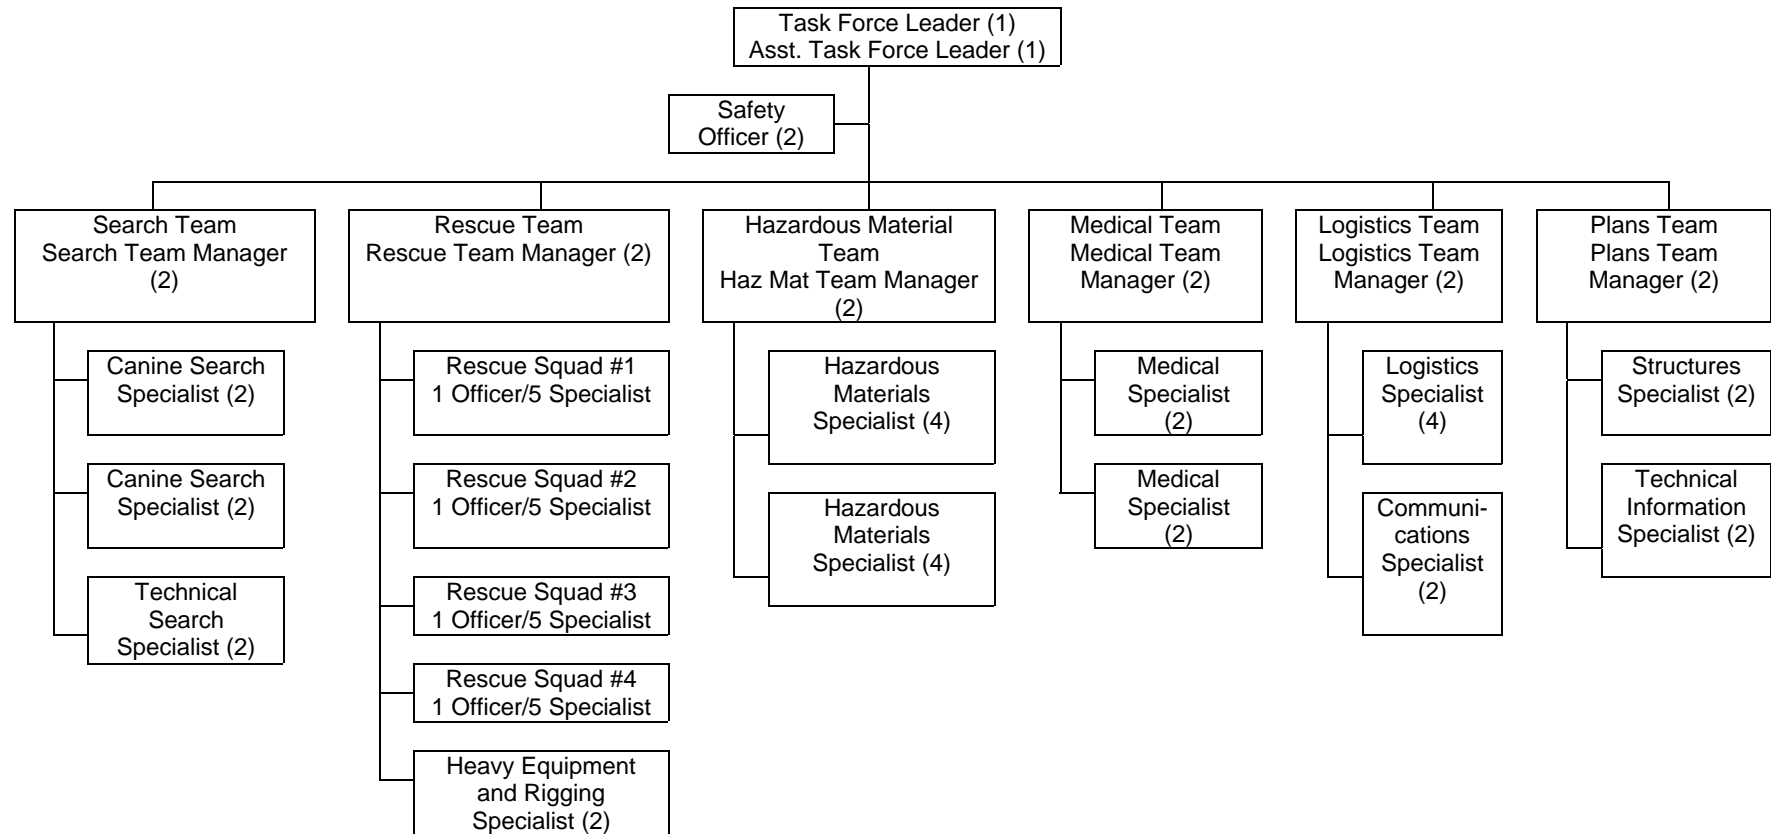 Task Force Leader (1)
Asst. Task Force Leader (1)
Safety
Officer (2)
Search Team
Search Team Manager
(2)
Rescue Team
Rescue Team Manager (2)
Hazardous Material
Team
Haz Mat Team Manager
(2)
Medical Team
Medical Team
Manager (2)
Logistics Team
Logistics Team
Manager (2)
Plans Team
Plans Team
Manager (2)
Canine Search
Specialist (2)
Canine Search
Specialist (2)
Technical
Search
Specialist (2)
Rescue Squad #1
1 Officer/5 Specialist
Rescue Squad #2
1 Officer/5 Specialist
Rescue Squad #3
1 Officer/5 Specialist
Rescue Squad #4
1 Officer/5 Specialist
Heavy Equipment
and Rigging
Specialist (2)
Hazardous
Materials
Specialist (4)
Hazardous
Materials
Specialist (4)
Medical
Specialist
(2)
Medical
Specialist
(2)
Logistics
Specialist
(4)
Communi-
cations
Specialist
(2)
Structures
Specialist (2)
Technical
Information
Specialist (2)